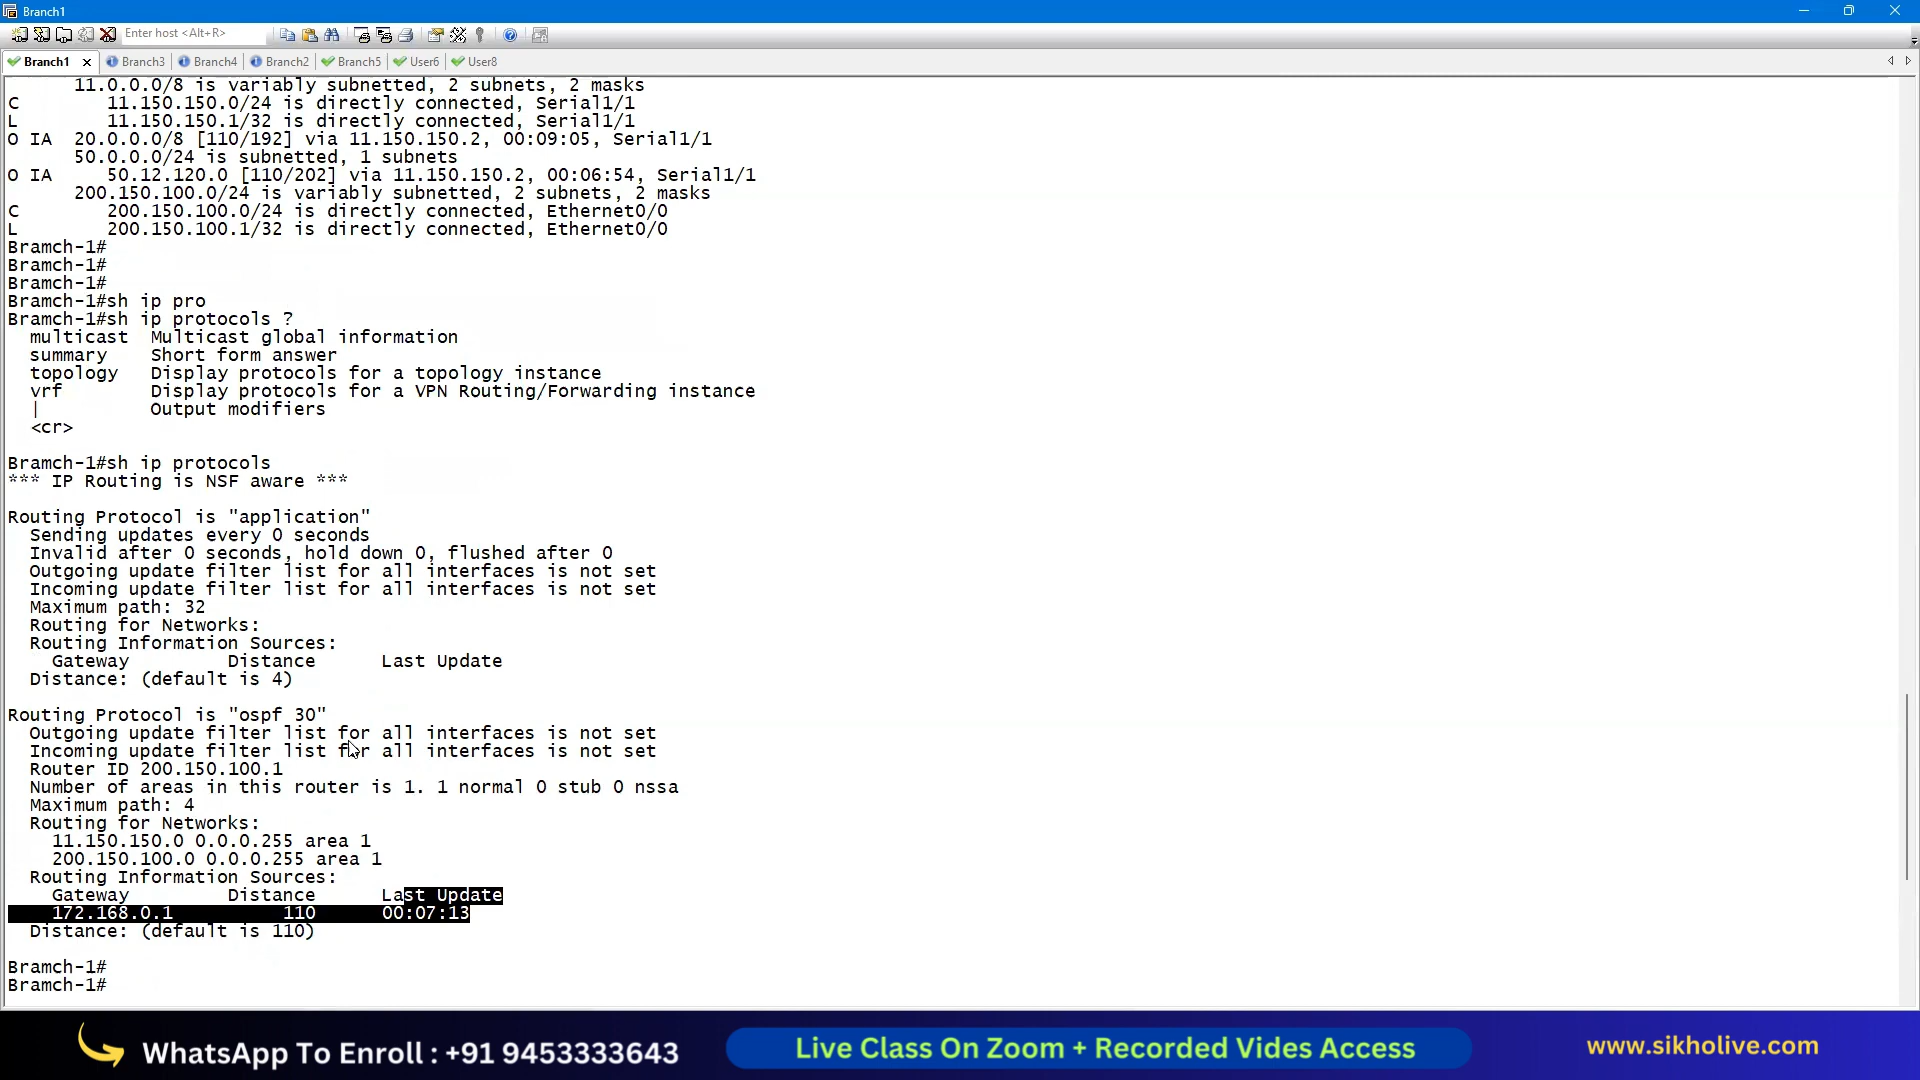 Branch1
Enter host <Alt+R>
Branch1 Branch3 Branch4 Branch2 Branch5 User6 User8
11.0.0.0/8 is variably subnetted, 2 subnets, 2 masks
C 11.150.150.0/24 is directly connected, Serial1/1
L 11.150.150.1/32 is directly connected, Serial1/1
O IA 20.0.0.0/8 [110/192] via 11.150.150.2, 00:09:05, Serial1/1
50.0.0.0/24 is subnetted, 1 subnets
O IA 50.12.120.0 [110/202] via 11.150.150.2, 00:06:54, Serial1/1
200.150.100.0/24 is variably subnetted, 2 subnets, 2 masks
C 200.150.100.0/24 is directly connected, Ethernet0/0
L 200.150.100.1/32 is directly connected, Ethernet0/0
Bramch-1#
Bramch-1#
Bramch-1#
Bramch-1#sh ip pro
Bramch-1#sh ip protocols ?
multicast Multicast global information
summary Short form answer
topology Display protocols for a topology instance
vrf Display protocols for a VPN Routing/Forwarding instance
| Output modifiers
<cr>
Bramch-1#sh ip protocols
*** IP Routing is NSF aware ***
Routing Protocol is "application"
Sending updates every 0 seconds
Invalid after 0 seconds, hold down 0, flushed after 0
Outgoing update filter list for all interfaces is not set
Incoming update filter list for all interfaces is not set
Maximum path: 32
Routing for Networks:
Routing Information Sources:
Gateway Distance Last Update
Distance: (default is 4)
Routing Protocol is "ospf 30"
Outgoing update filter list for all interfaces is not set
Incoming update filter list for all interfaces is not set
Router ID 200.150.100.1
Number of areas in this router is 1. 1 normal 0 stub 0 nssa
Maximum path: 4
Routing for Networks:
11.150.150.0 0.0.0.255 area 1
200.150.100.0 0.0.0.255 area 1
Routing Information Sources:
Gateway Distance Last Update
172.168.0.1 110 00:07:13
Distance: (default is 110)
Bramch-1#
Bramch-1#
WhatsApp To Enroll : +91 9453333643 Live Class On Zoom + Recorded Vides Access www.sikholive.com